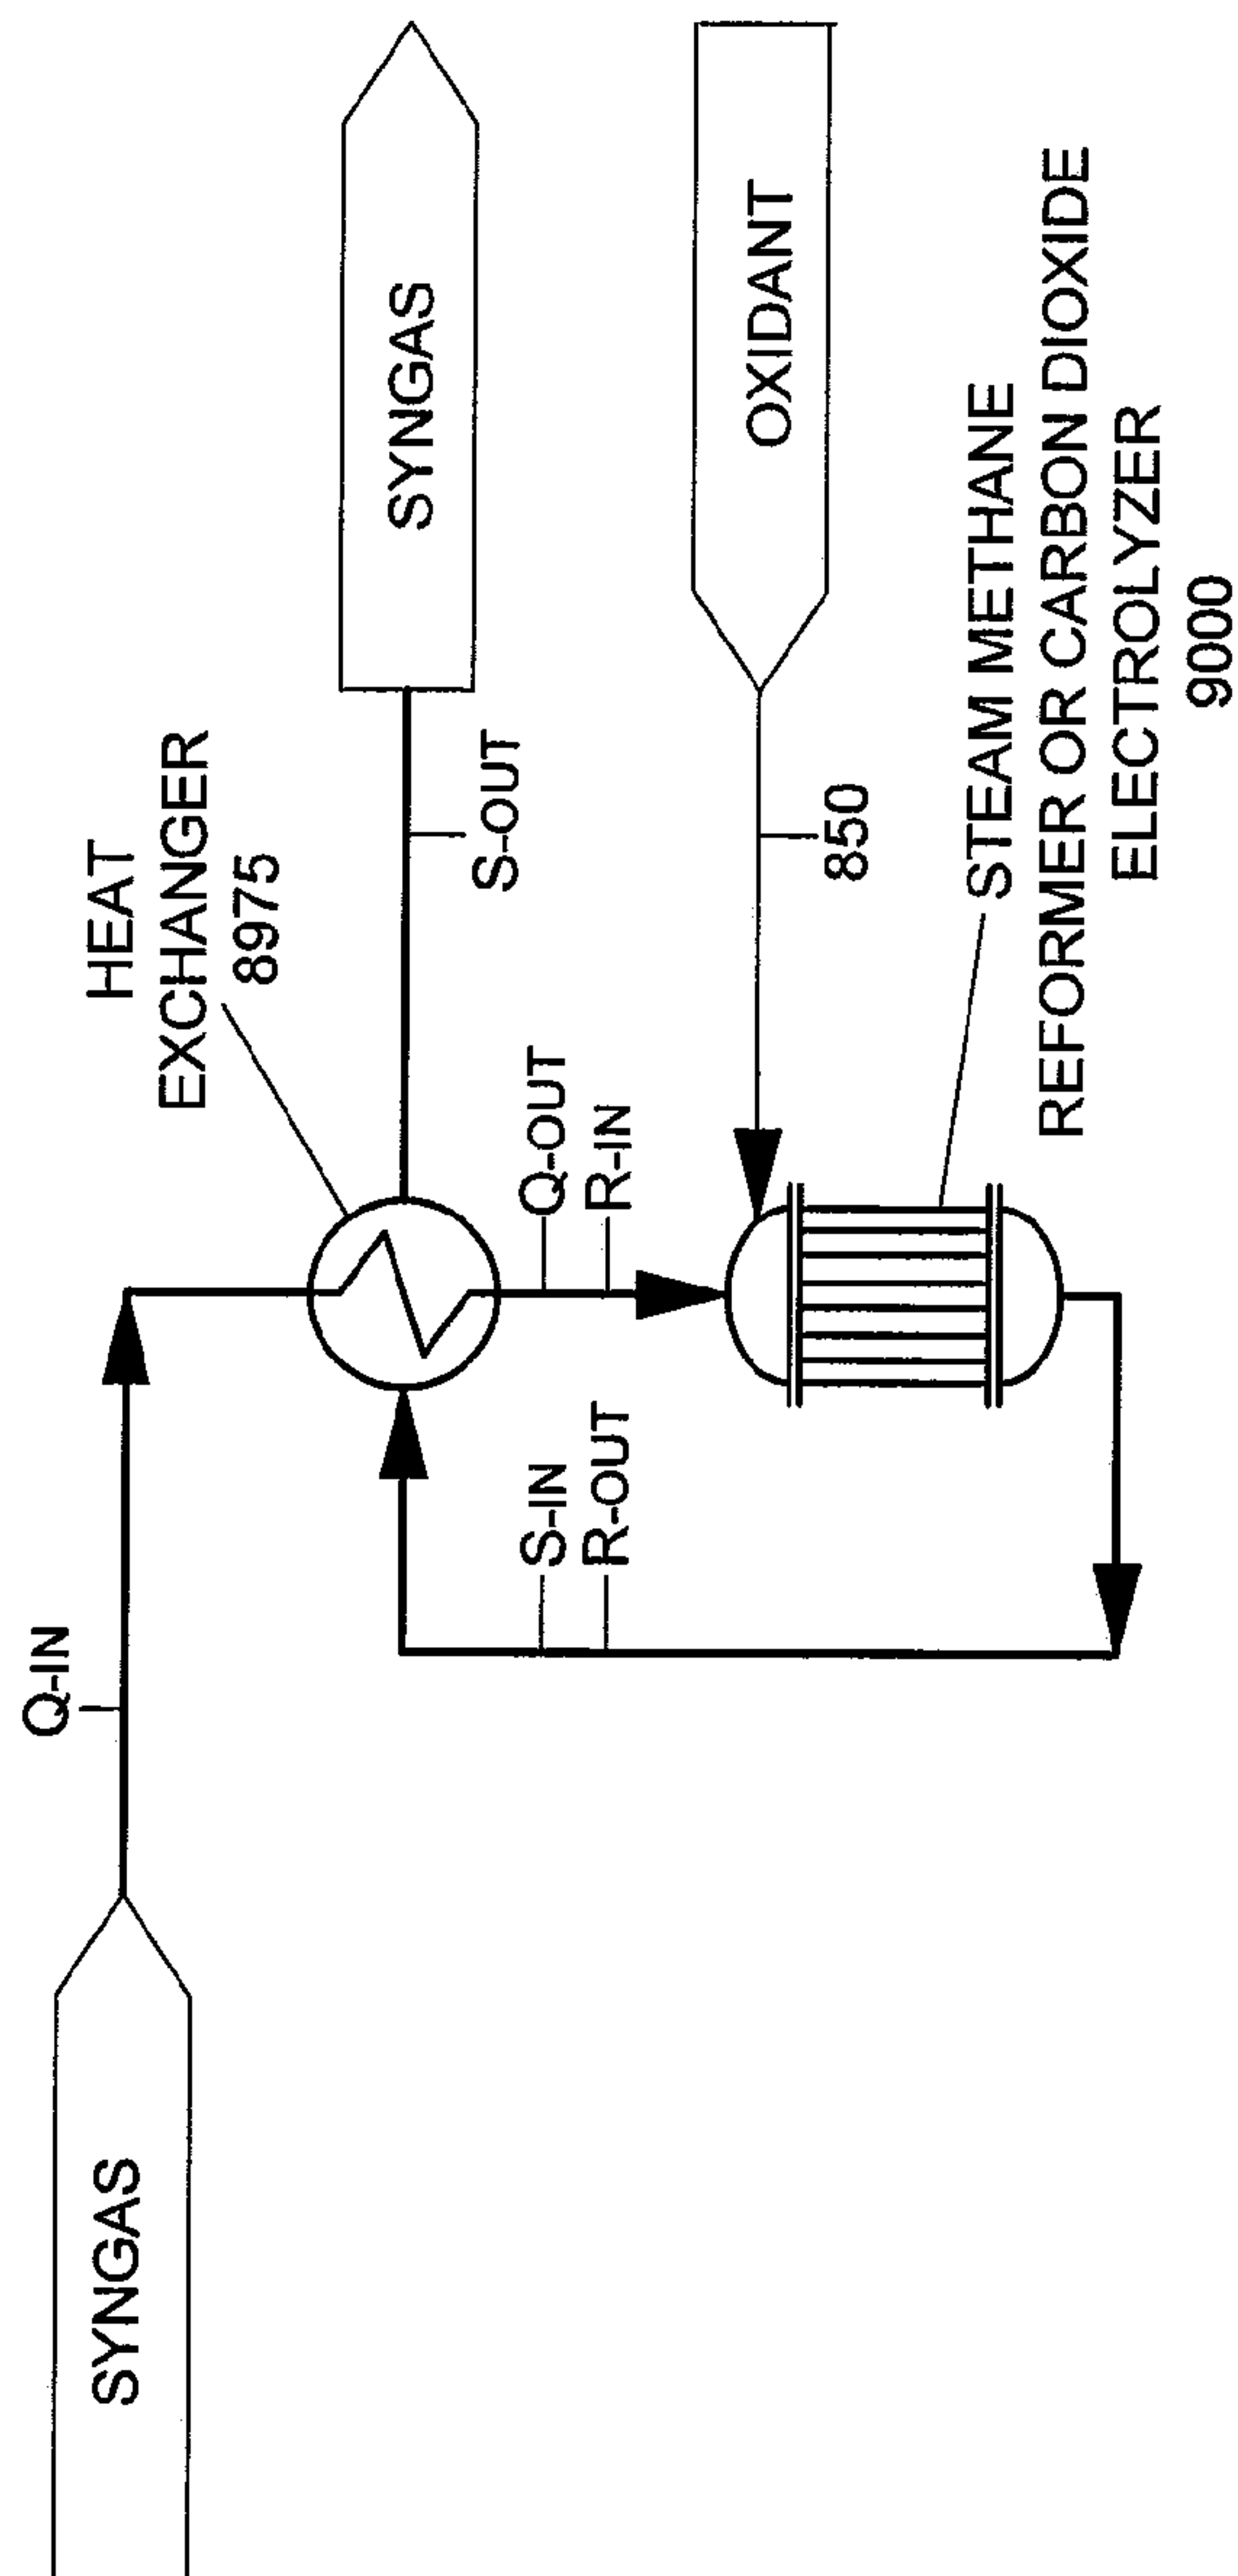 SYNGAS
Q-IN
HEAT
EXCHANGER
8975
SYNGAS
S-OUT
Q-OUT
R-IN
S-IN
R-OUT
OXIDANT
850
STEAM METHANE
REFORMER OR CARBON DIOXIDE
ELECTROLYZER
9000